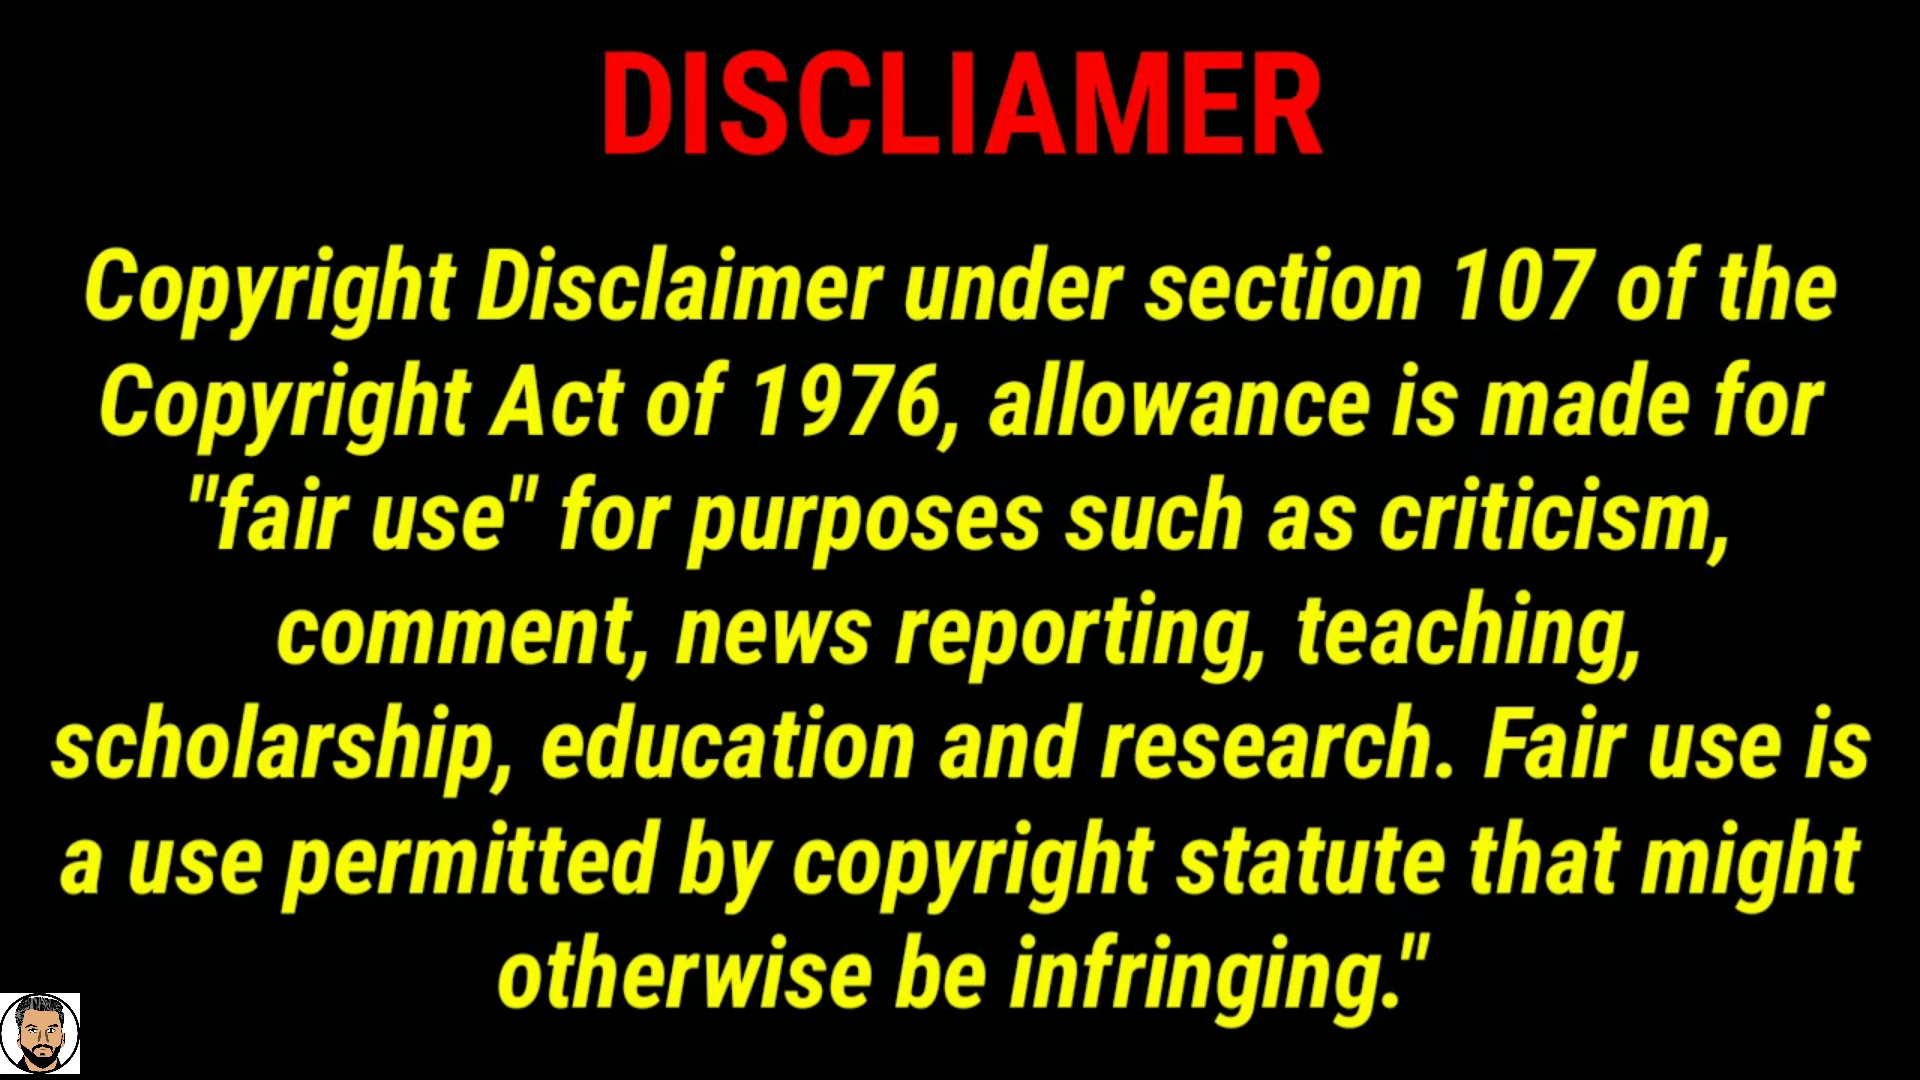 DISCLIAMER
Copyright Disclaimer under section 107 of the
Copyright Act of 1976, allowance is made for
"fair use" for purposes such as criticism,
comment, news reporting, teaching,
scholarship, education and research. Fair use is
a use permitted by copyright statute that might
otherwise be infringing."